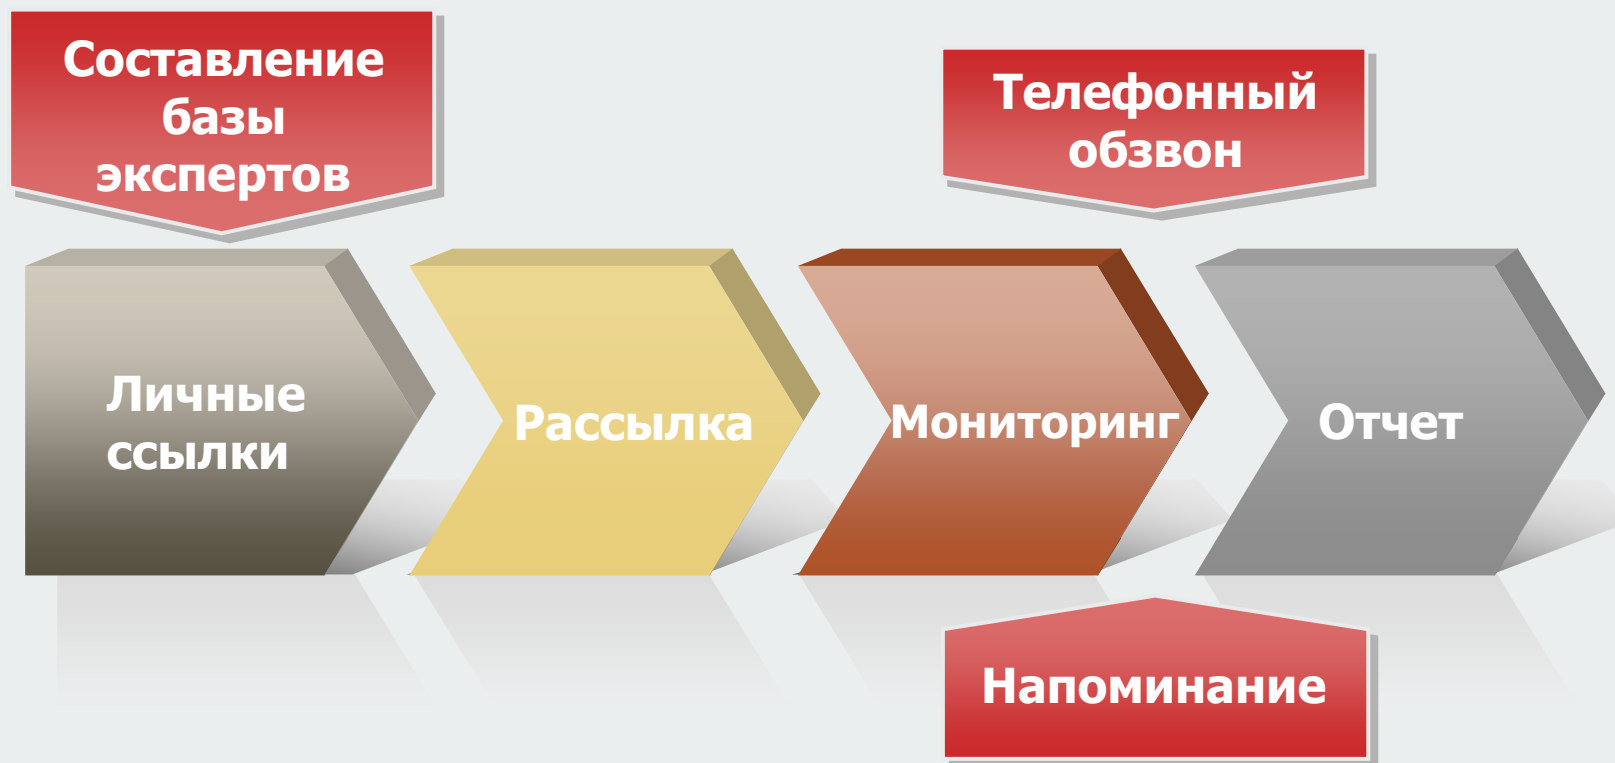 Составление
базы
экспертов
Телефонный
обзвон
Личные
ссылки
Рассылка
Мониторинг
Отчет
Напоминание